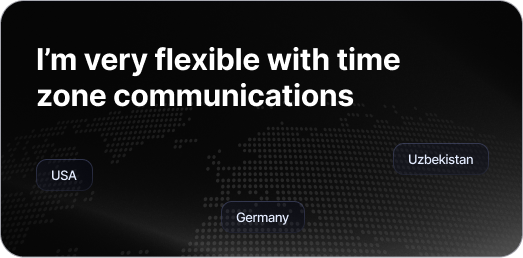 I’m very flexible with time
zone communications
Uzbekistan
USA
Germany